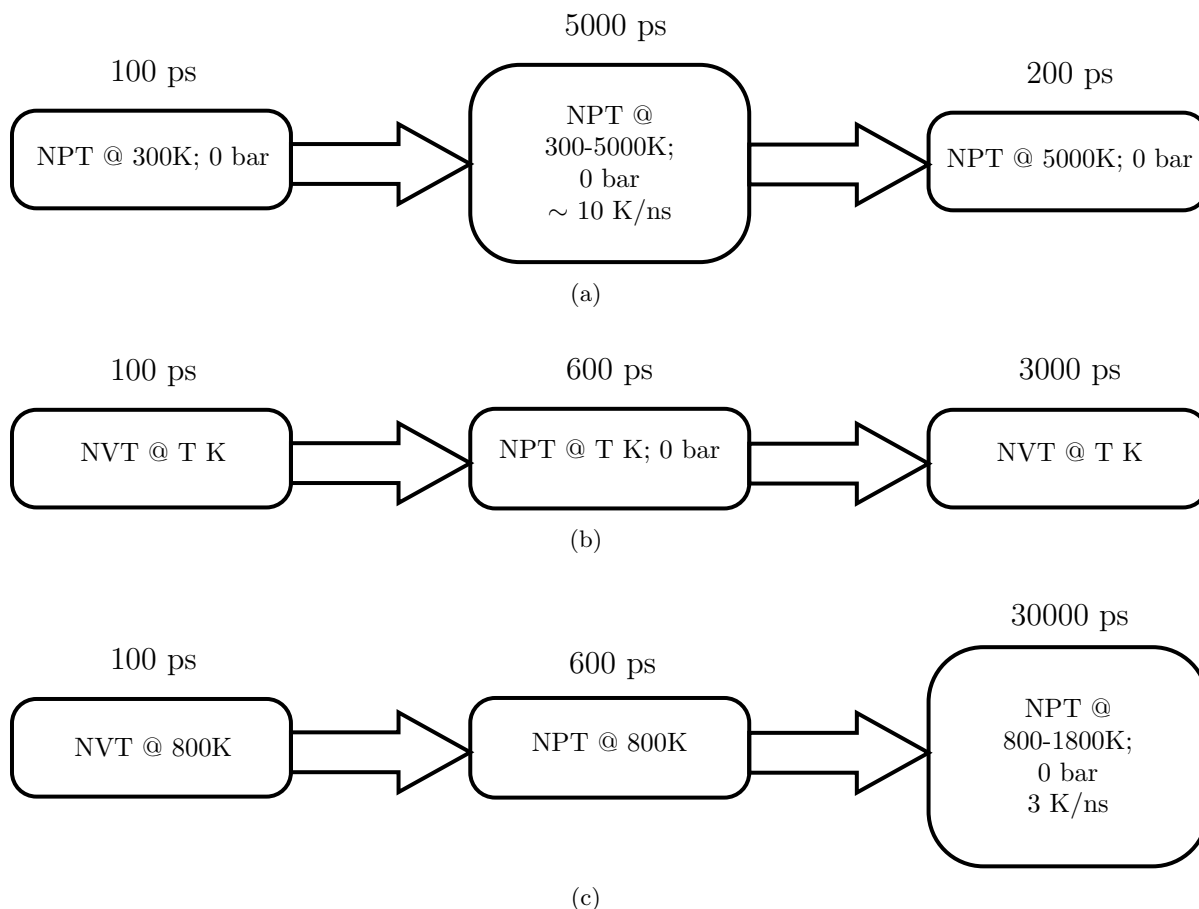 100 ps
5000 ps
200 ps
NPT @ 300K; 0 bar
NPT @
300-5000K;
0 bar
∼ 10 K/ns
NPT @ 5000K; 0 bar
(a)
100 ps
600 ps
3000 ps
NVT @ T K
NPT @ T K; 0 bar
NVT @ T K
(b)
100 ps
600 ps
30000 ps
NVT @ 800K
NPT @ 800K
NPT @
800-1800K;
0 bar
3 K/ns
(c)